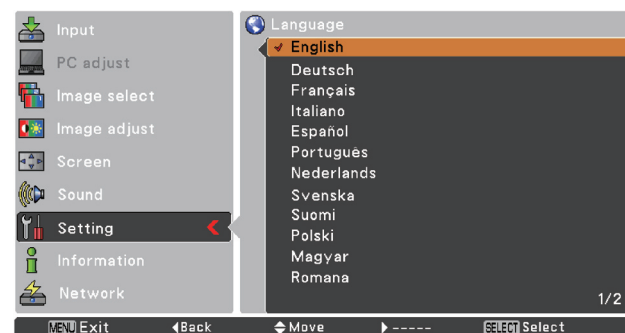 Input
PC adjust
Image select
Image adjust
Screen
Sound
Setting
Information
Network
Language
English
Deutsch
Français
Italiano
Español
Português
Nederlands
Svenska
Suomi
Polski
Magyar
Romana
1/2
MENU Exit ◀Back Move ▶ ----- SELECT Select